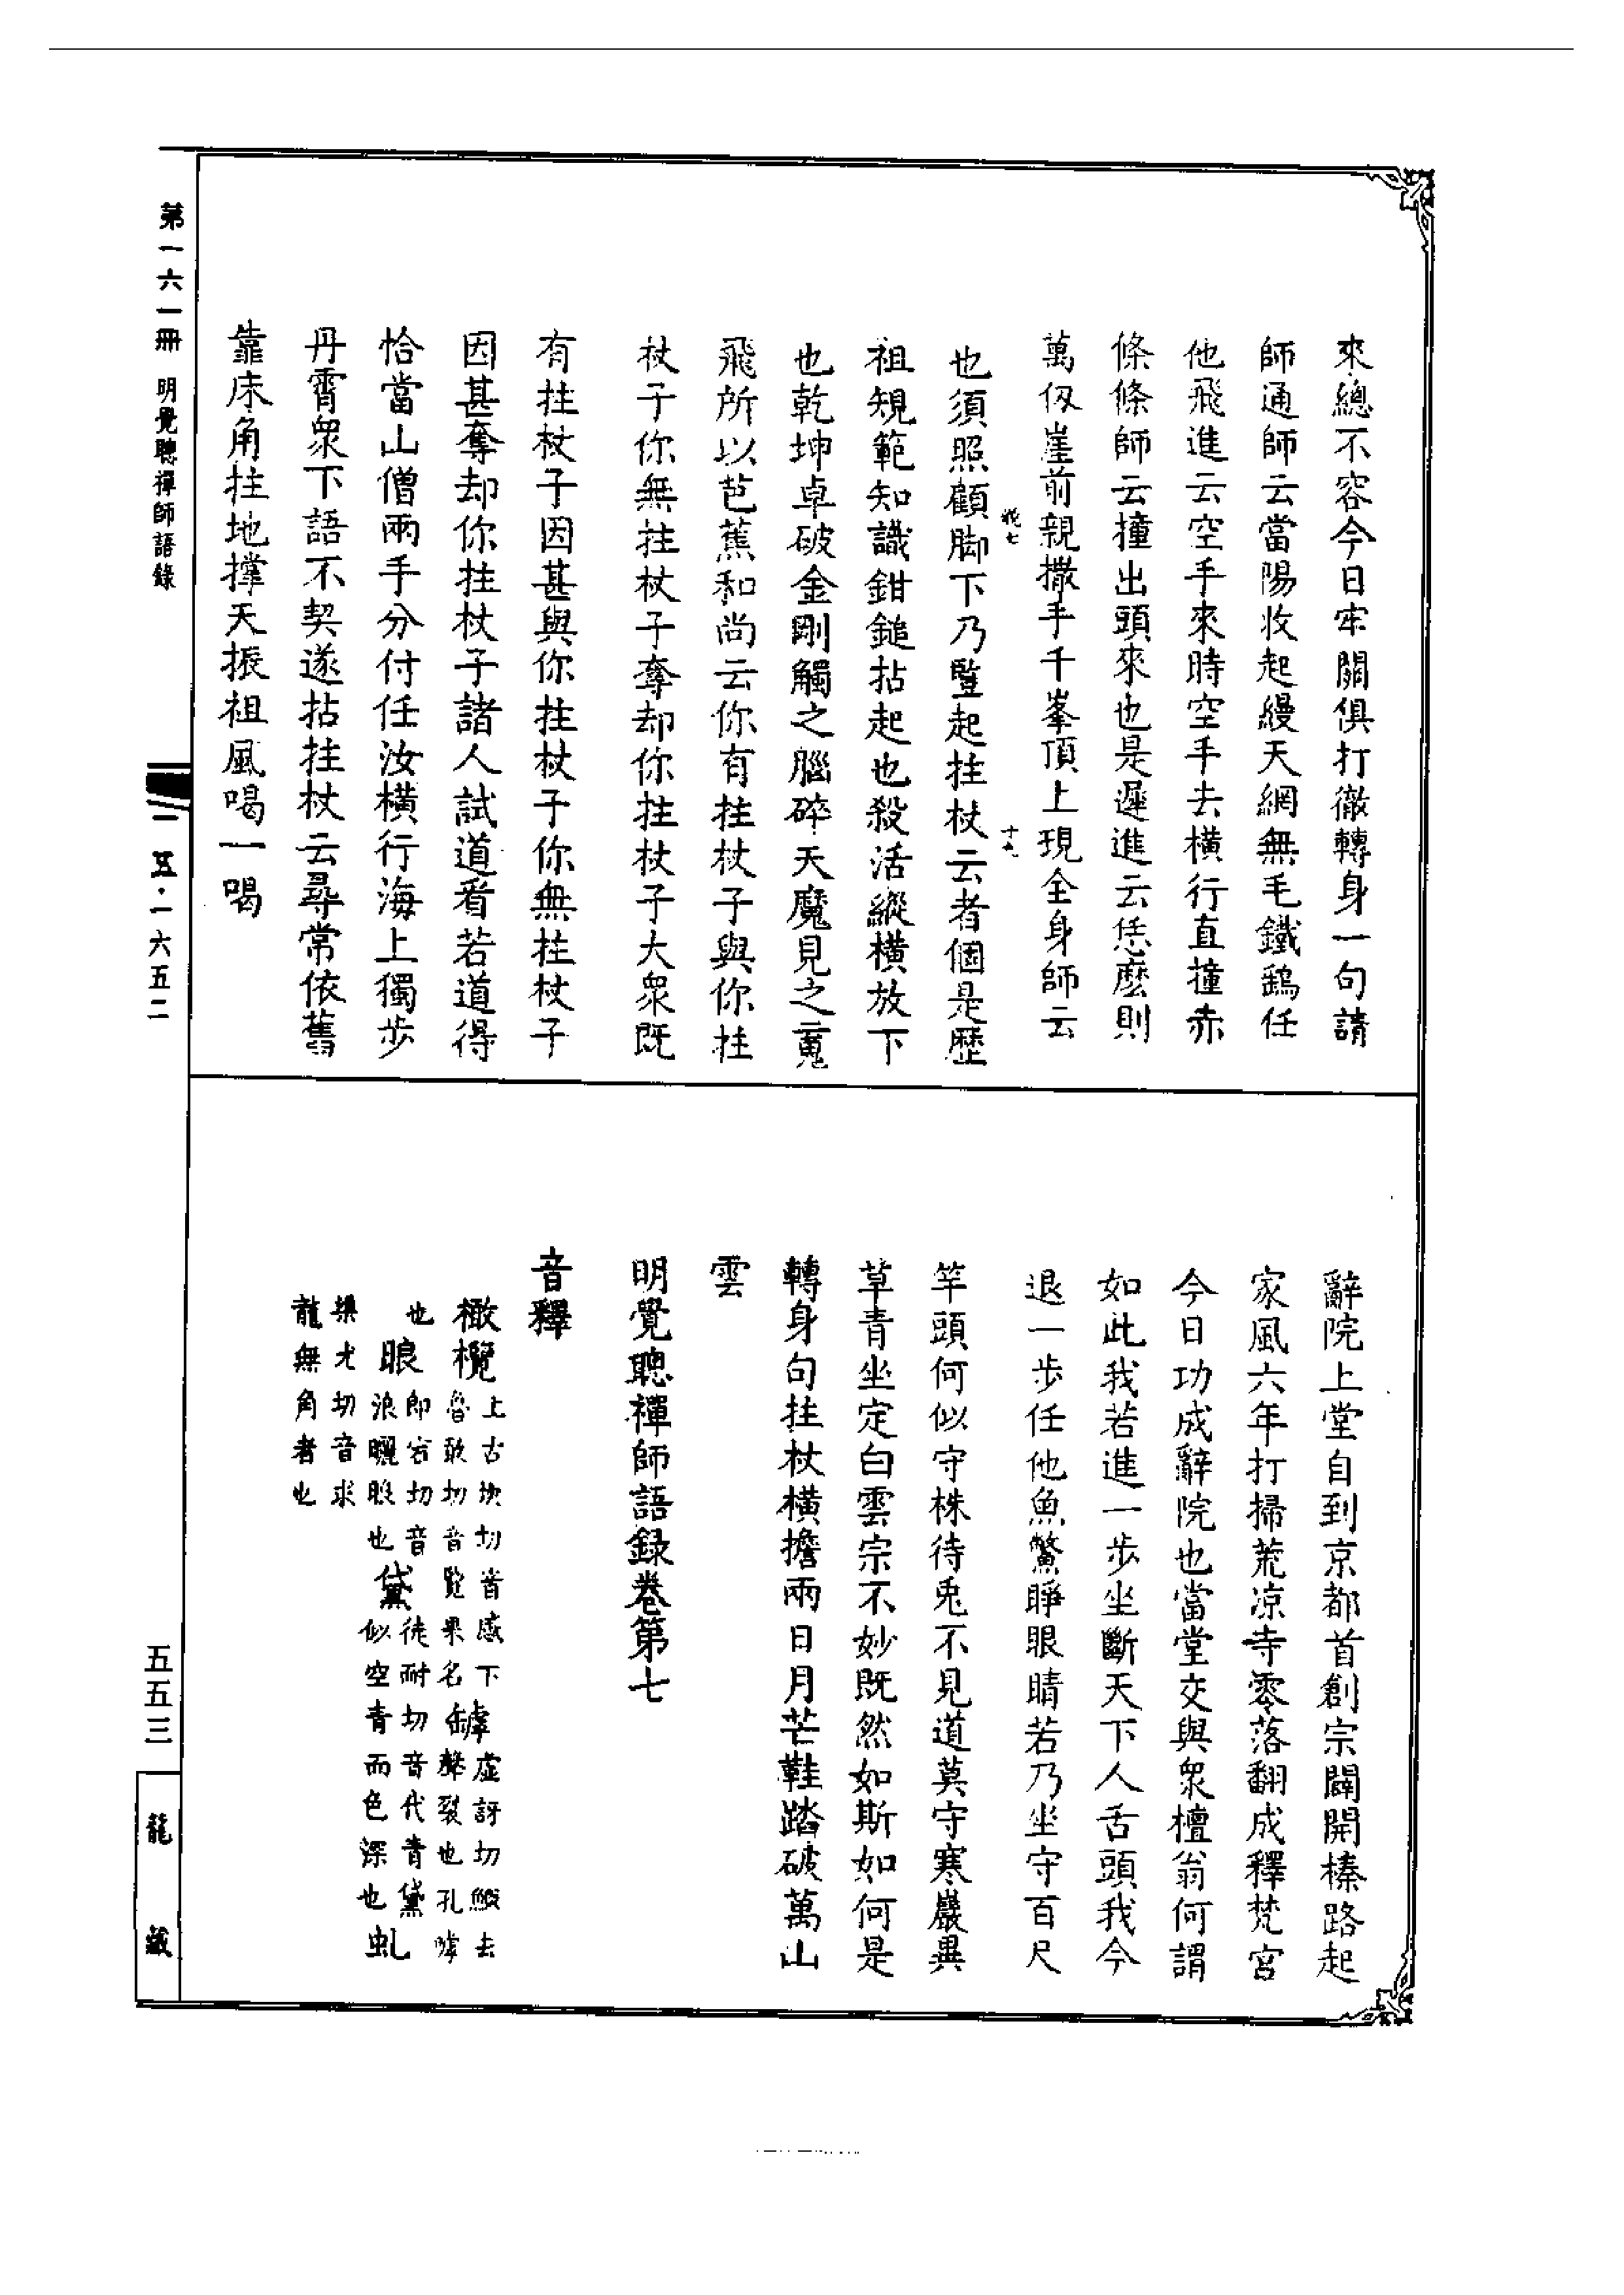 來總不容今日牢關俱打徹轉身一句請
師通師云當陽收起縵天網無毛鐵鷂任
他飛進云空手來時空手去橫行直撞赤
條條師云撞出頭來也是遲進云恁麼則
萬仞崖前親撒手千峯頂上現全身師云
也須照顧脚下乃豎起拄杖云者個是歷
祖規範知識鉗鎚拈起也殺活縱橫放下
也乾坤卓破金剛觸之腦碎天魔見之䰟
飛所以芭蕉和尚云你有拄杖子與你拄
杖子你無拄杖子奪却你拄杖子大衆既
有拄杖子因甚與你拄杖子你無拄杖子
因甚奪却你拄杖子諸人試道看若道得
恰當山僧兩手分付任汝橫行海上獨步
丹霄衆下語不契遂拈拄杖云尋常依舊
靠床角拄地撑天振祖風喝一喝
辭院上堂自到京都首創宗闢開榛路起
家風六年打掃荒凉寺零落翻成釋梵宮
今日功成辭院也當堂交與衆檀翁何謂
如此我若進一步坐斷天下人舌頭我今
退一步任他魚鱉睜眼睛若乃坐守百尺
竿頭何似守株待兎不見道莫守寒巖異
草青坐定白雲宗不妙既然如斯如何是
轉身句拄杖橫擔兩日月芒鞋踏破萬山
雲
明覺聰禪師語錄卷第七
音釋
橄欖上古坎切音感下
魯敢切音覽果名罅虛訝切鰕去
聲裂也孔罅
也㫰郎宕切音
浪曬㫰也黛徒耐切音代青黛
似空青而色深也虬
渠尤切音求
龍無角者也
第一六一冊 明覺聰禪師語錄
一六五二
五五三
龍藏